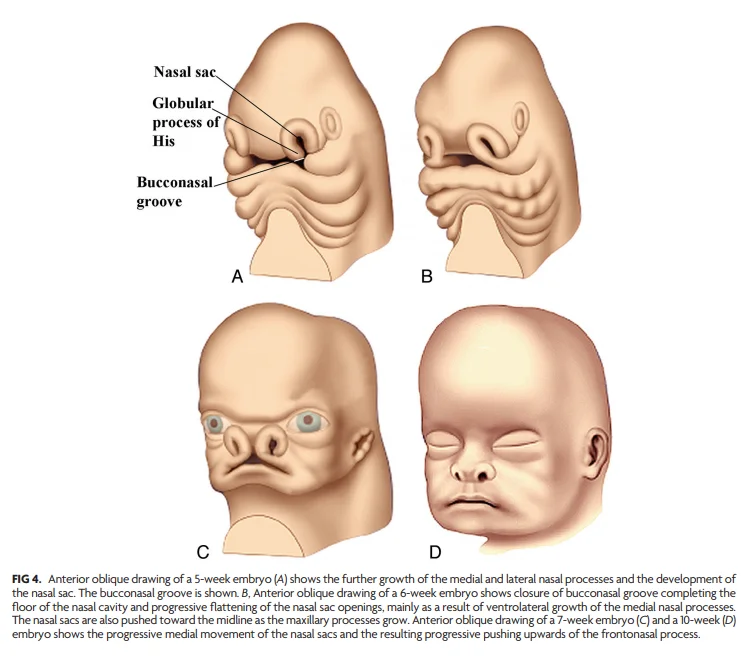 Nasal sac
Globular
process of
His
Bucconasal
groove
A
B
C
D
FIG 4. Anterior oblique drawing of a 5-week embryo (A) shows the further growth of the medial and lateral nasal processes and the development of
the nasal sac. The bucconasal groove is shown. B, Anterior oblique drawing of a 6-week embryo shows closure of bucconasal groove completing the
floor of the nasal cavity and progressive flattening of the nasal sac openings, mainly as a result of ventrolateral growth of the medial nasal processes.
The nasal sacs are also pushed toward the midline as the maxillary processes grow. Anterior oblique drawing of a 7-week embryo (C) and a 10-week (D)
embryo shows the progressive medial movement of the nasal sacs and the resulting progressive pushing upwards of the frontonasal process.